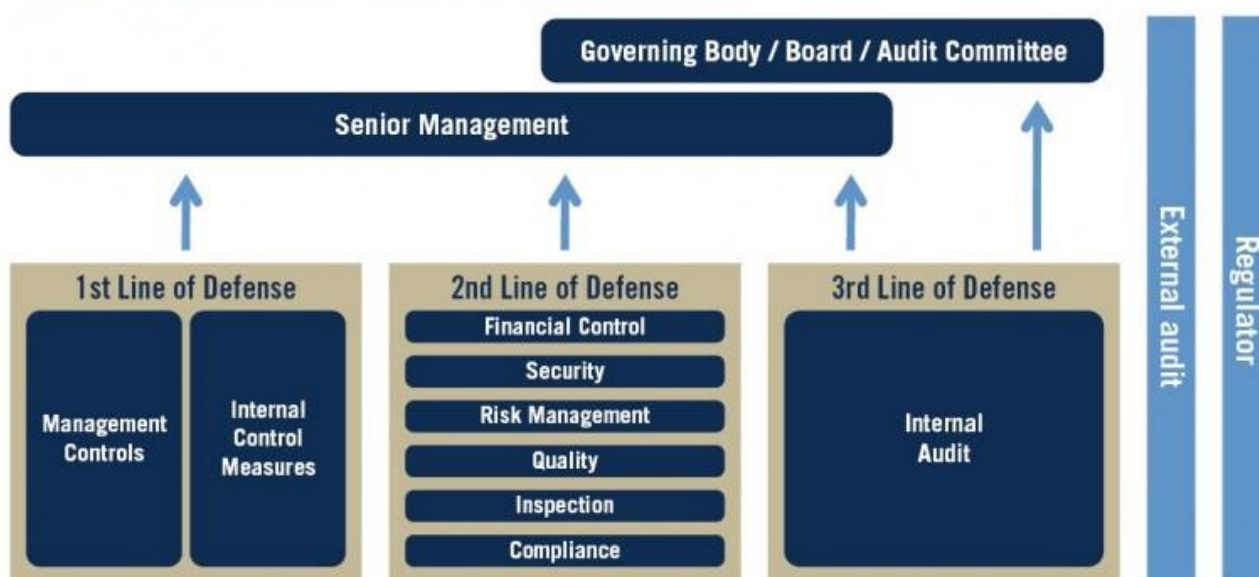 Governing Body / Board / Audit Committee
Senior Management
1st Line of Defense
Management
Controls
Internal
Control
Measures
2nd Line of Defense
Financial Control
Security
Risk Management
Quality
Inspection
Compliance
3rd Line of Defense
Internal
Audit
External audit
Regulator